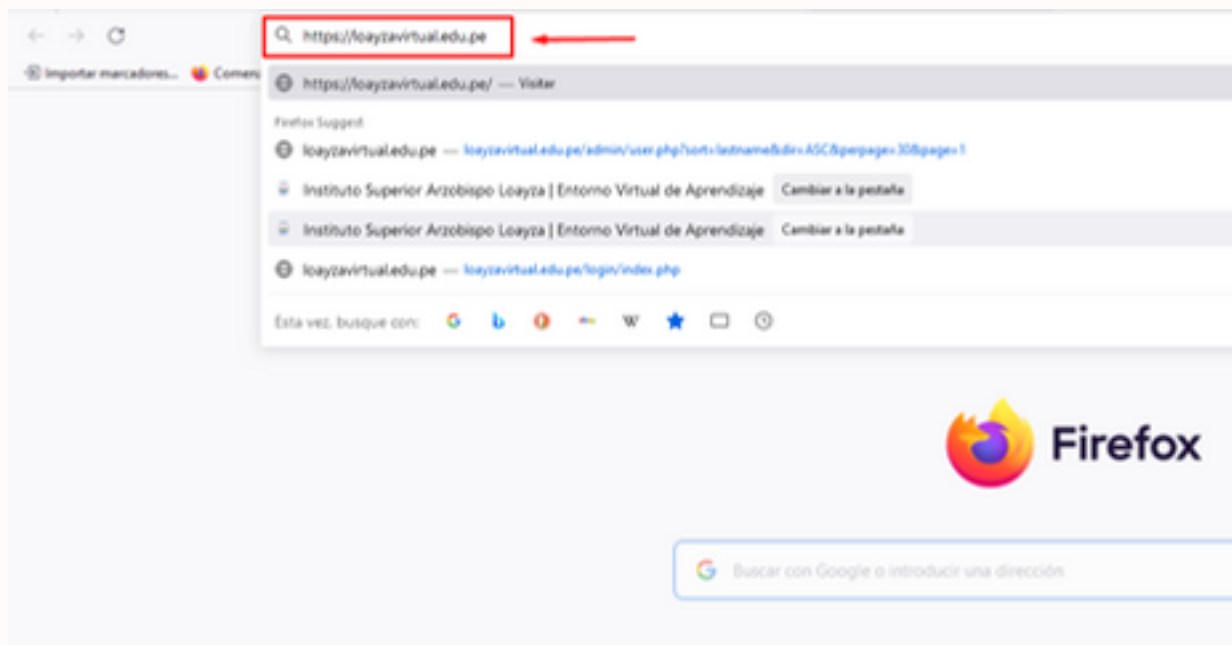 https://loayzavirtual.edu.pe
Importar marcadores... Comen
https://loayzavirtual.edu.pe/ — Visitar
Firefox Suggest
loayzavirtual.edu.pe — loayzavirtual.edu.pe/admin/user.php?sort=lastname&dir=ASC&perpage=30&page=1
Instituto Superior Arzobispo Loayza | Entorno Virtual de Aprendizaje Cambiar a la pestaña
Instituto Superior Arzobispo Loayza | Entorno Virtual de Aprendizaje Cambiar a la pestaña
loayzavirtual.edu.pe — loayzavirtual.edu.pe/login/index.php
Esta vez, busque con:
Firefox
Buscar con Google o introducir una dirección